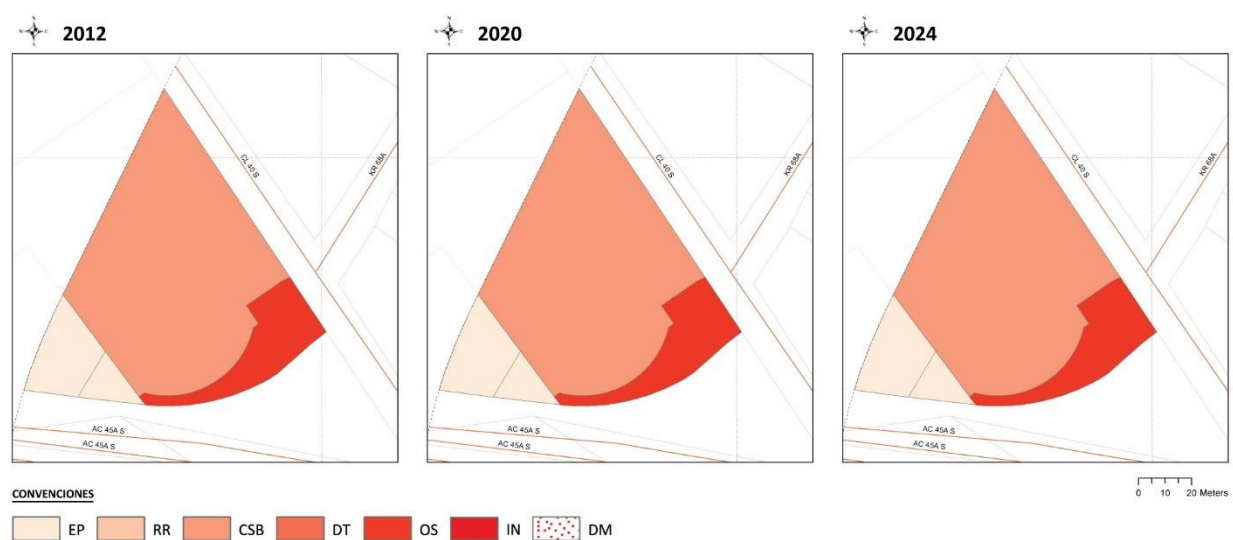 2012
2020
2024
CL 40 S
KR 68A
AC 45A S
AC 45A S
CL 40 S
KR 68A
AC 45A S
AC 45A S
CL 40 S
KR 68A
AC 45A S
AC 45A S
0 10 20 Meters
CONVENCIONES
EP RR CSB DT OS IN DM